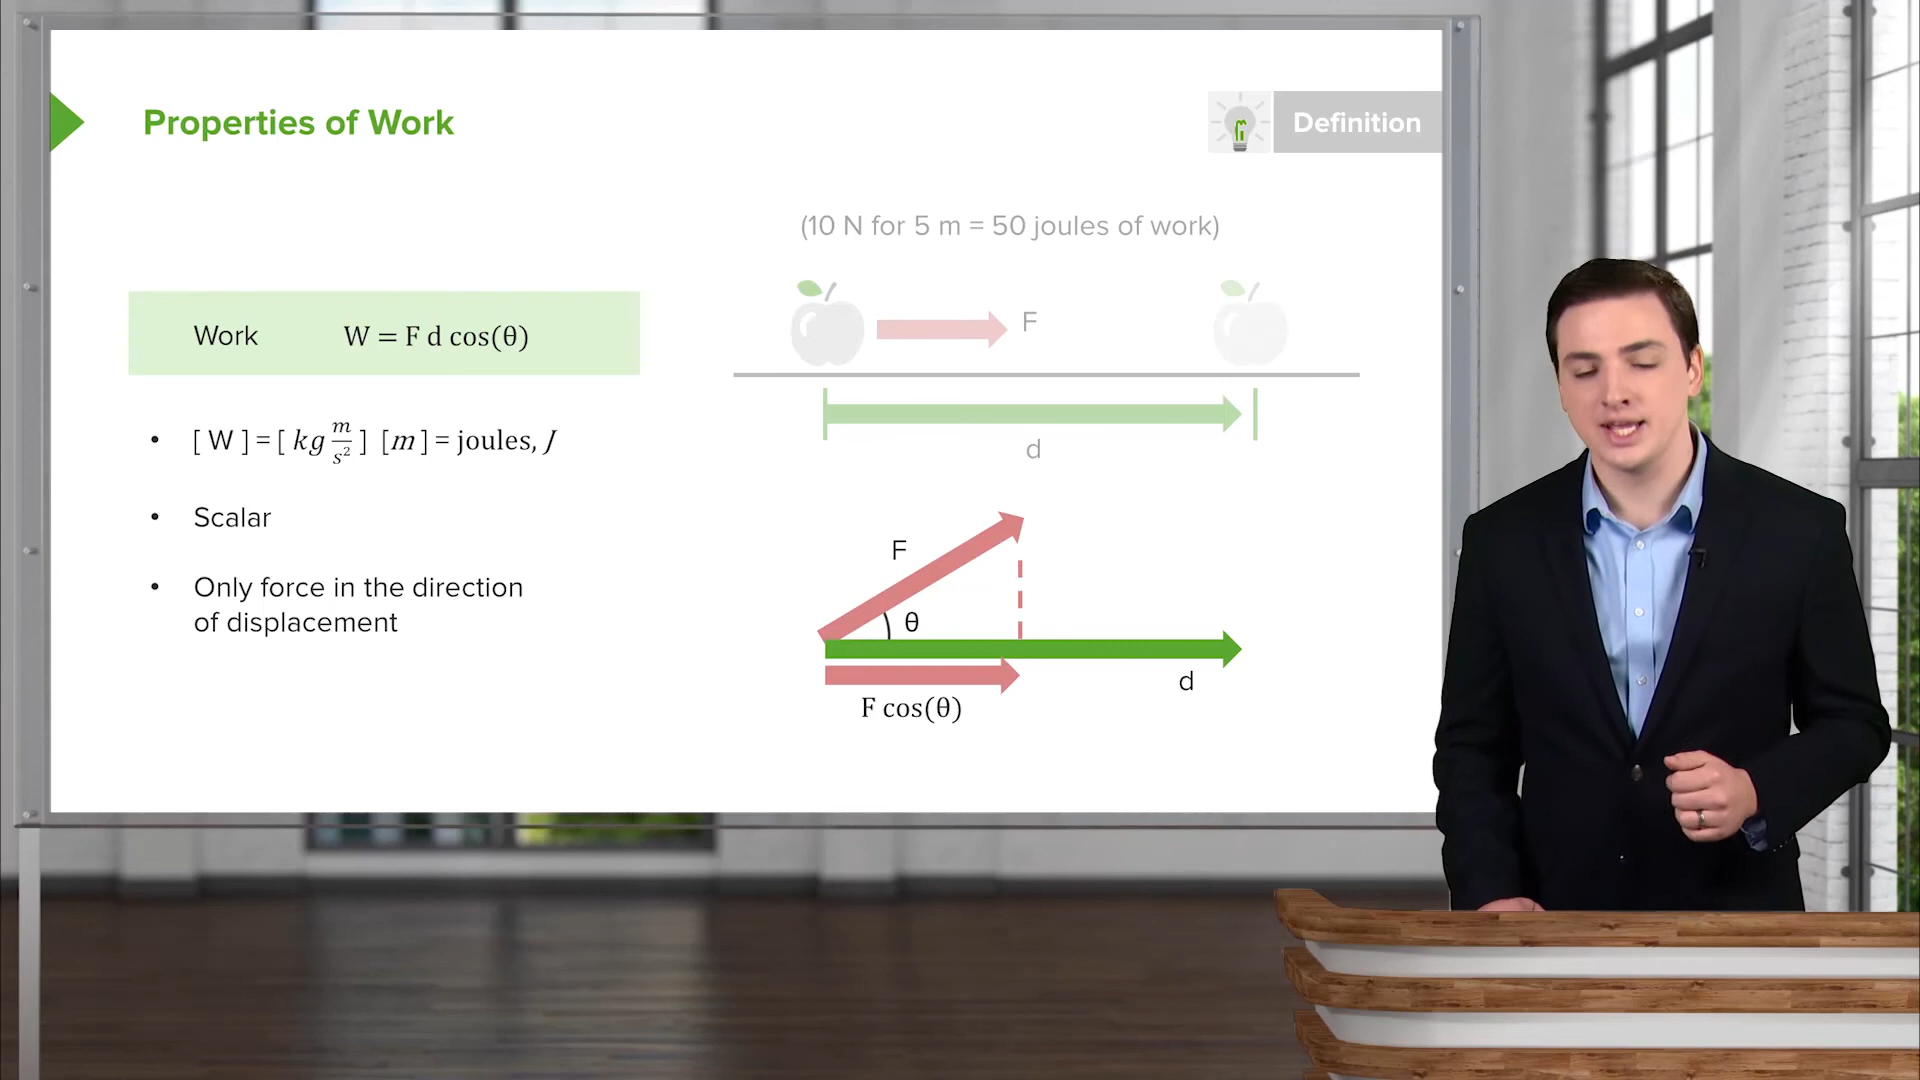 Properties of Work
Definition
(10 N for 5 m = 50 joules of work)
F
d
Work W = F d cos(θ)
• [ W ] = [ kg m/s² ] [m] = joules, J
• Scalar
• Only force in the direction
of displacement
F
θ
d
F cos(θ)